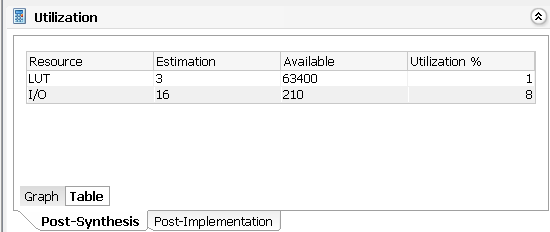 Utilization
Resource Estimation Available Utilization %
LUT 3 63400 1
I/O 16 210 8
Graph Table
Post-Synthesis Post-Implementation